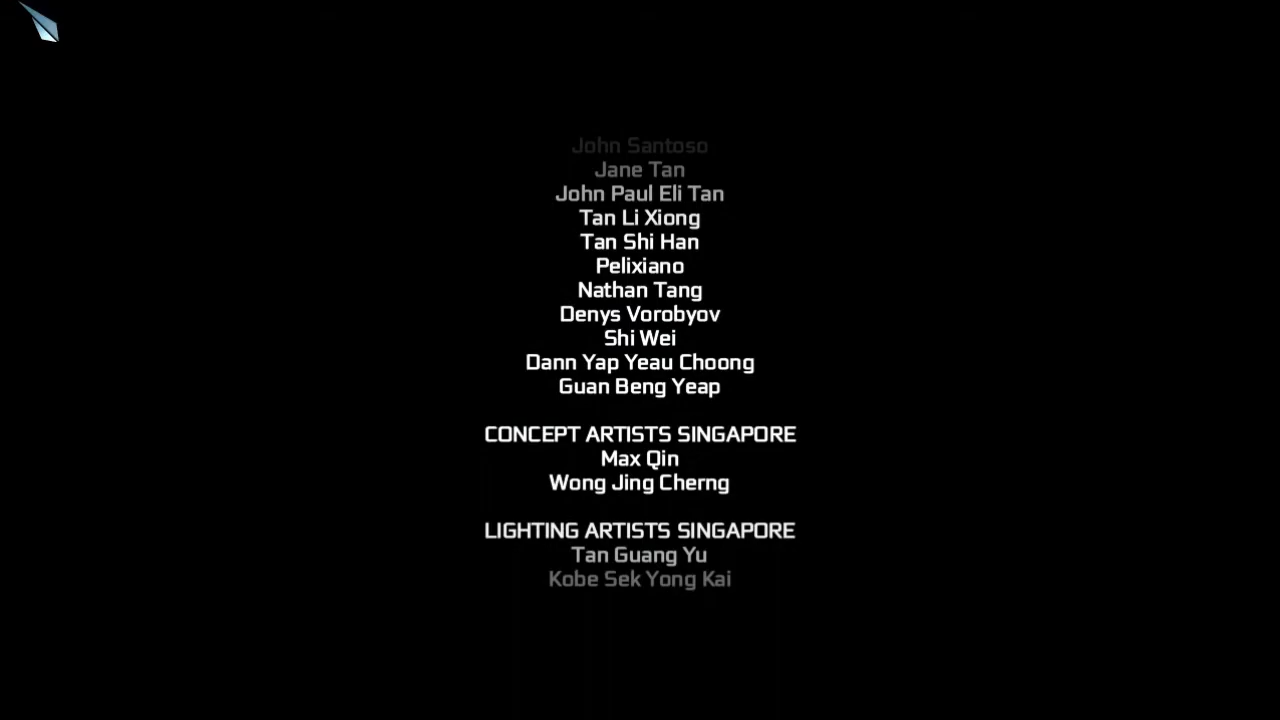 John Santoso
Jane Tan
John Paul Eli Tan
Tan Li Xiong
Tan Shi Han
Pelixiano
Nathan Tang
Denys Vorobyov
Shi Wei
Dann Yap Yeau Choong
Guan Beng Yeap
CONCEPT ARTISTS SINGAPORE
Max Qin
Wong Jing Cherng
LIGHTING ARTISTS SINGAPORE
Tan Guang Yu
Kobe Sek Yong Kai